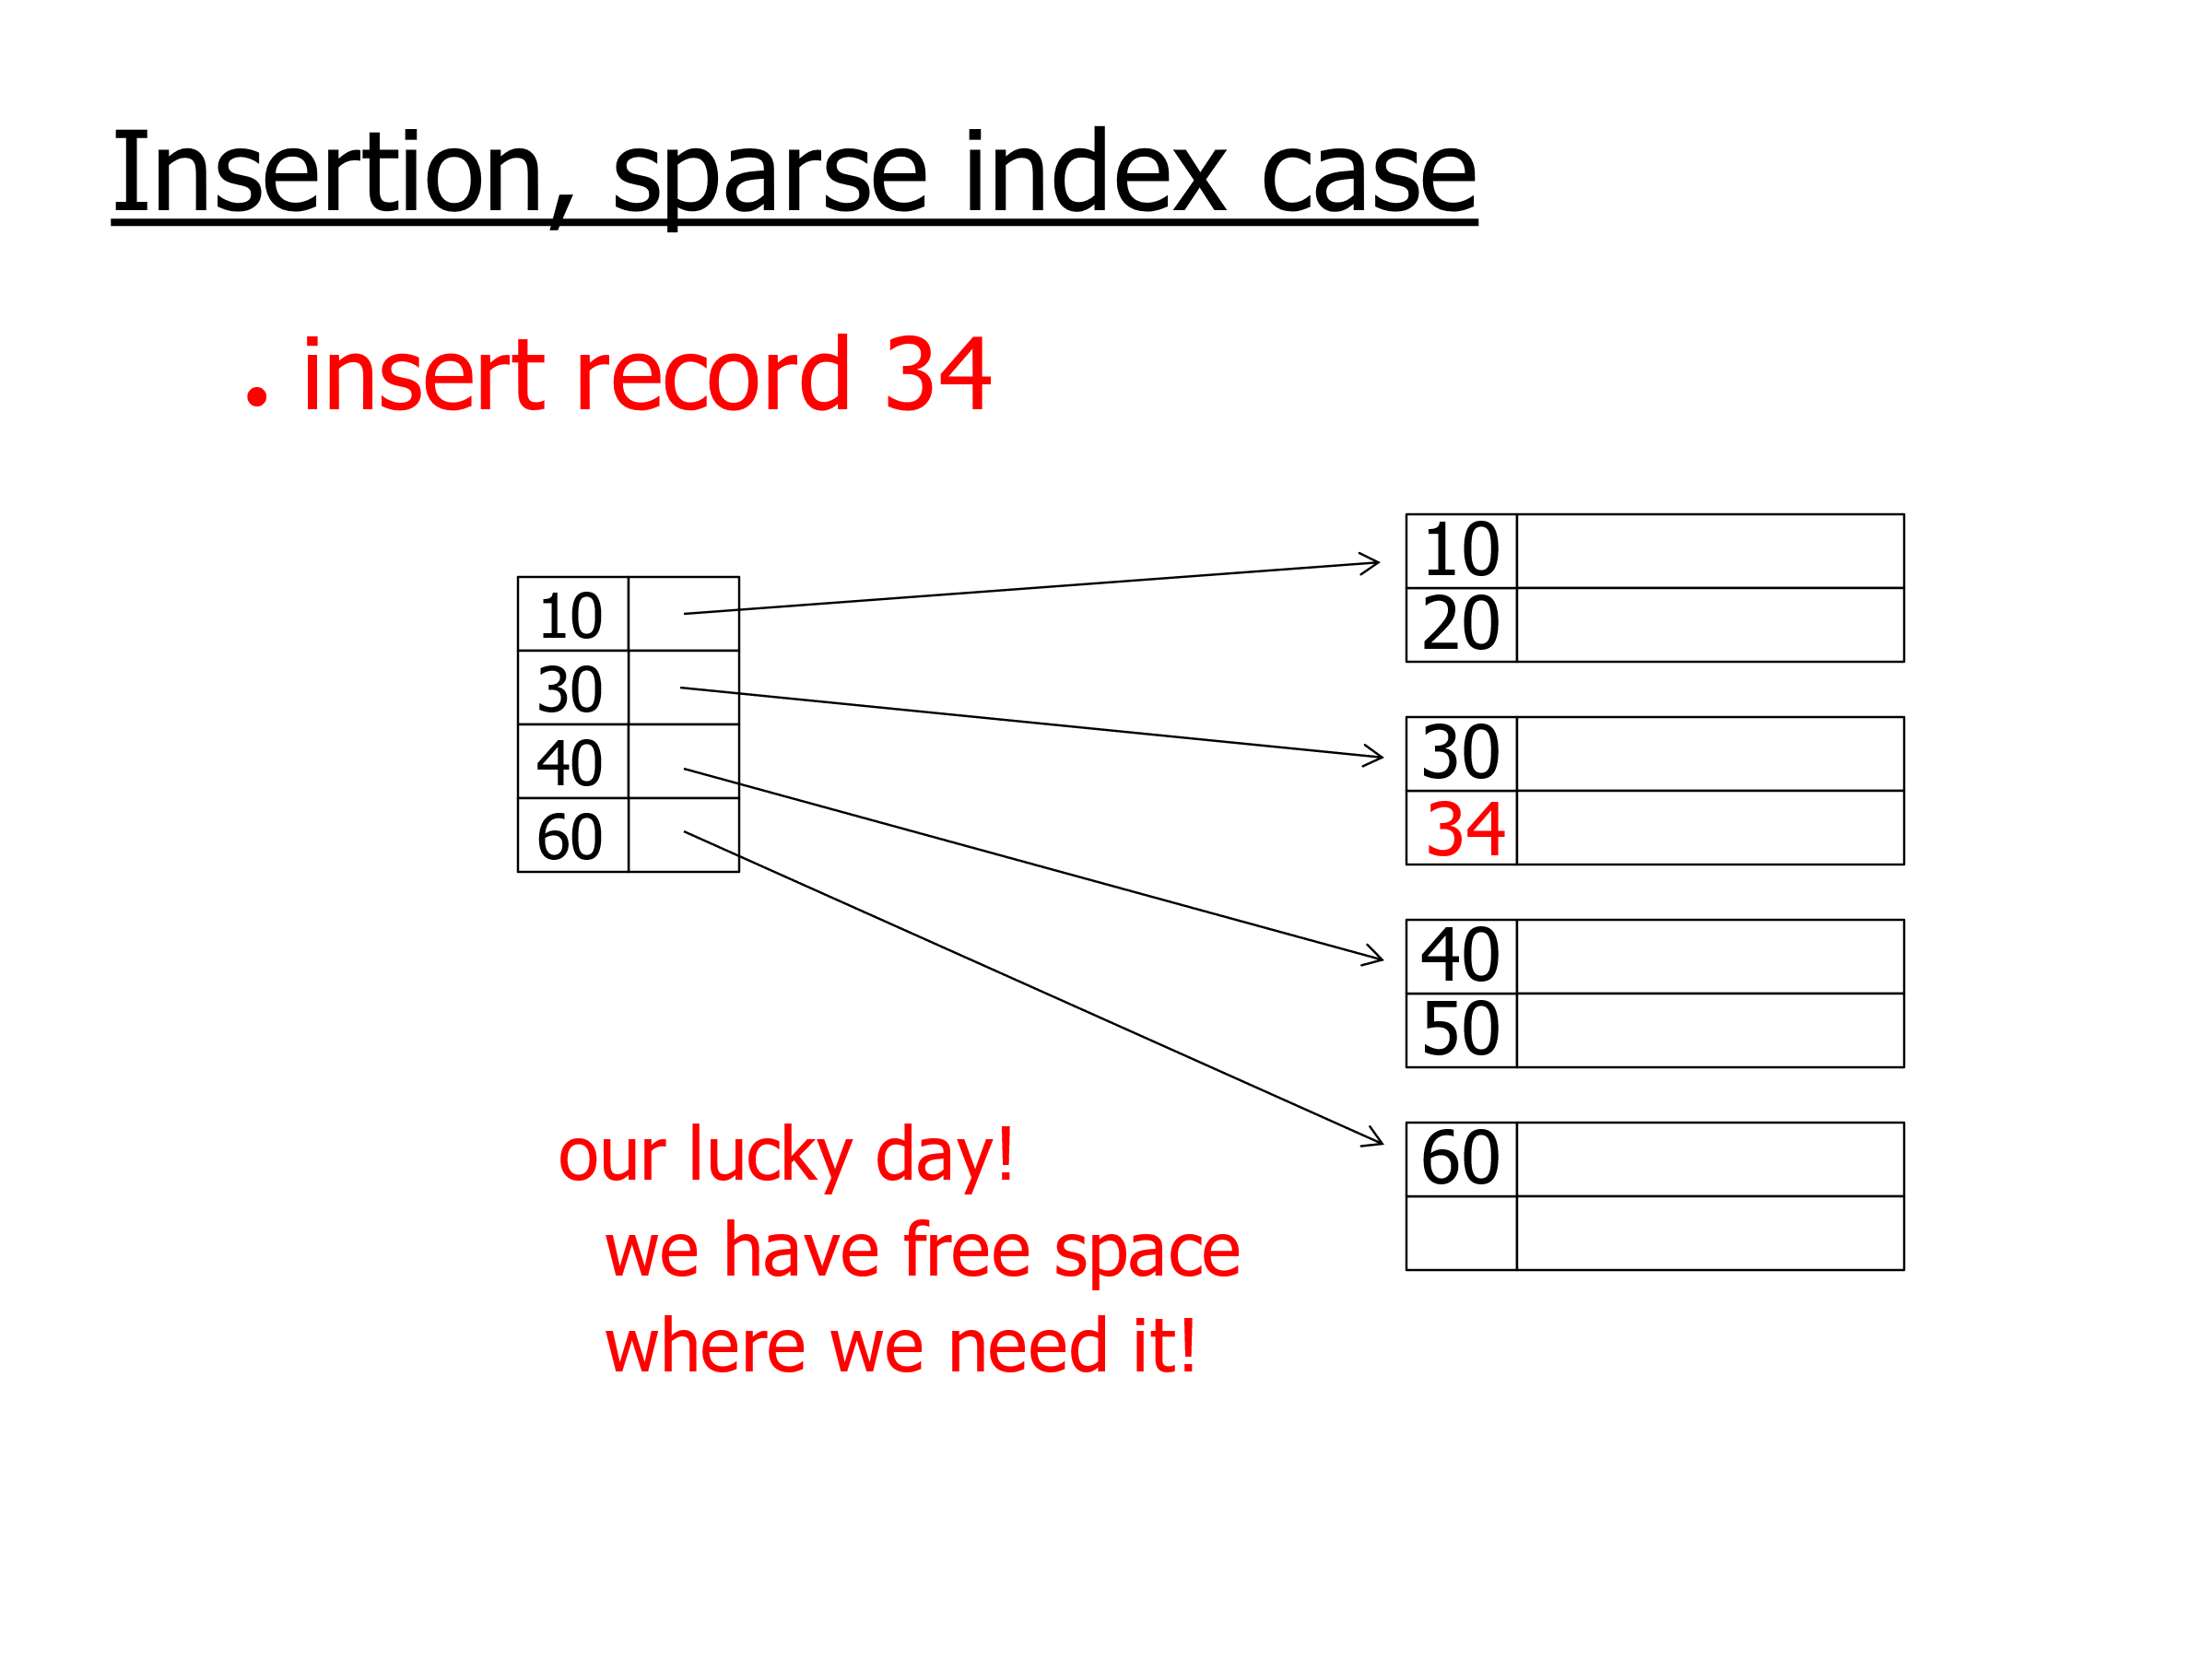 Insertion, sparse index case
• insert record 34
10
30
40
60
10
20
30
34
40
50
60
our lucky day!
we have free space
where we need it!